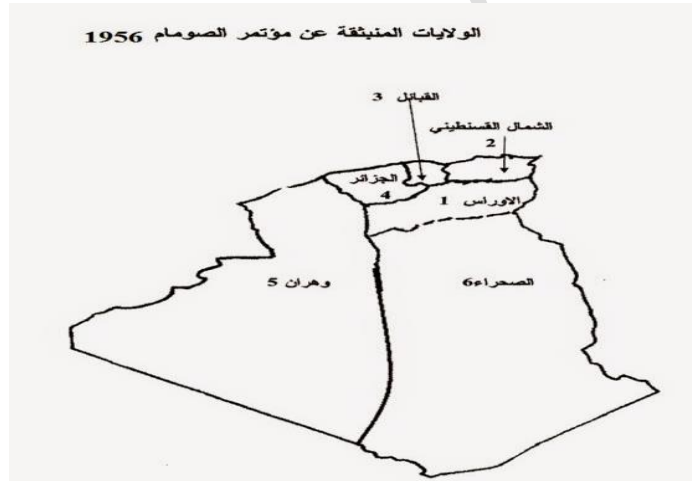 الولايات المنبثقة عن مؤتمر الصومام 1956
القبائل 3
الشمال القسنطيني
2
الجزائر
4
الاوراس 1
وهران 5
الصحراء6